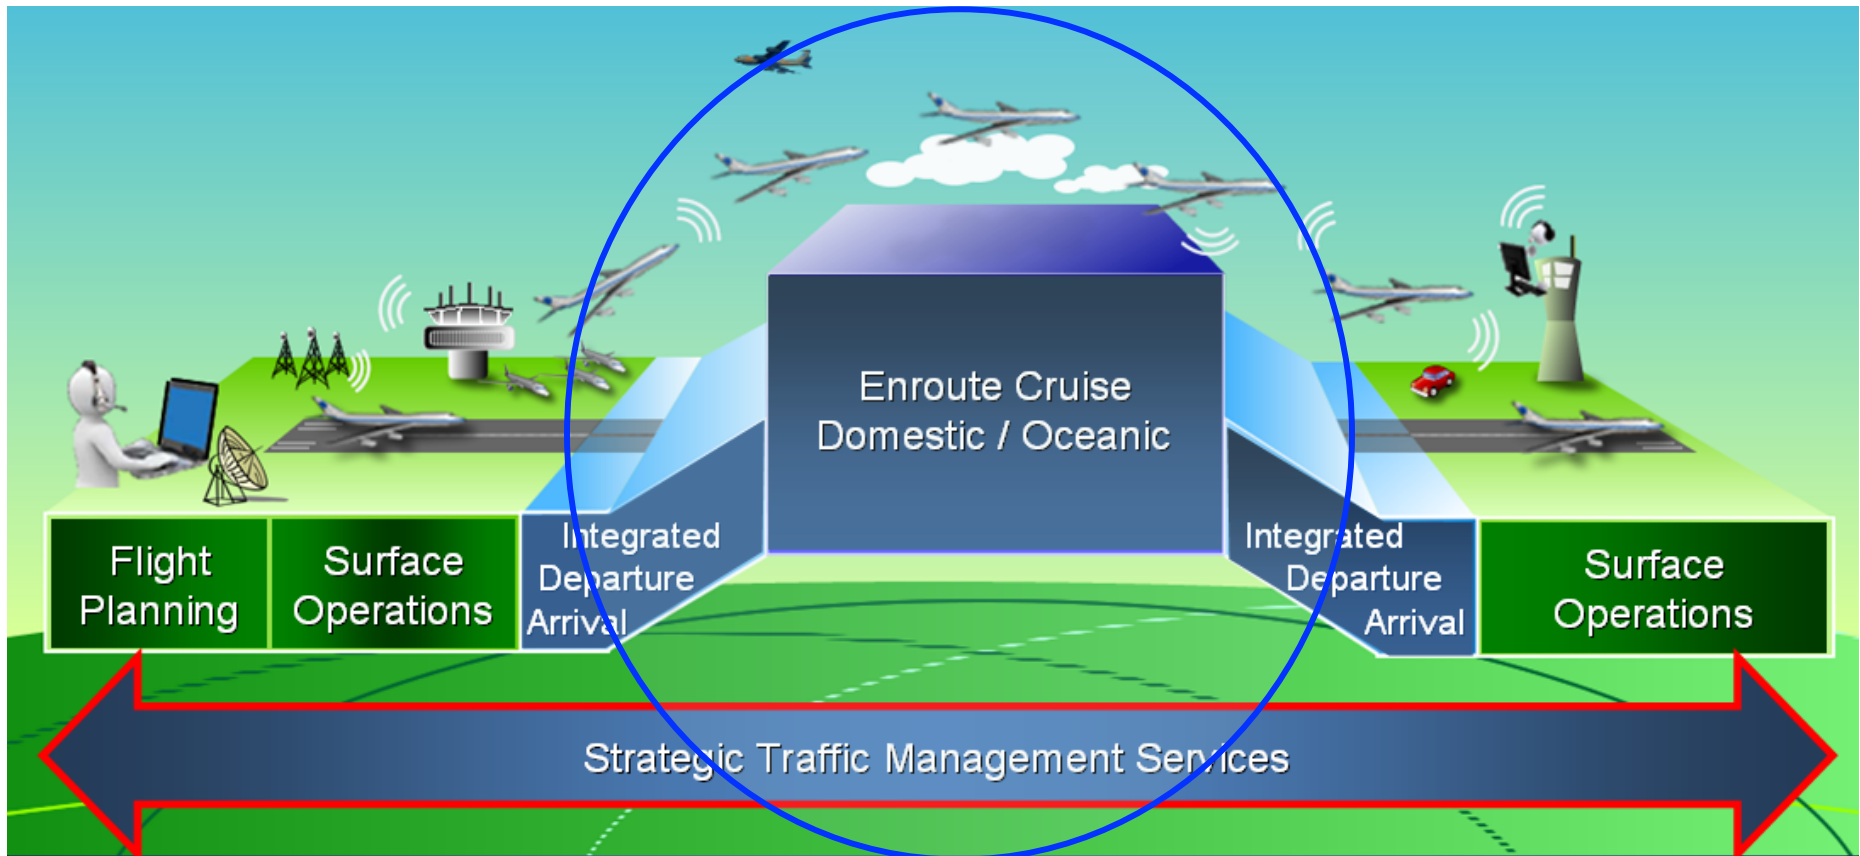 Enroute Cruise
Domestic / Oceanic
Flight
Planning
Surface
Operations
Integrated
Departure
Arrival
Integrated
Departure
Arrival
Surface
Operations
Strategic Traffic Management Services